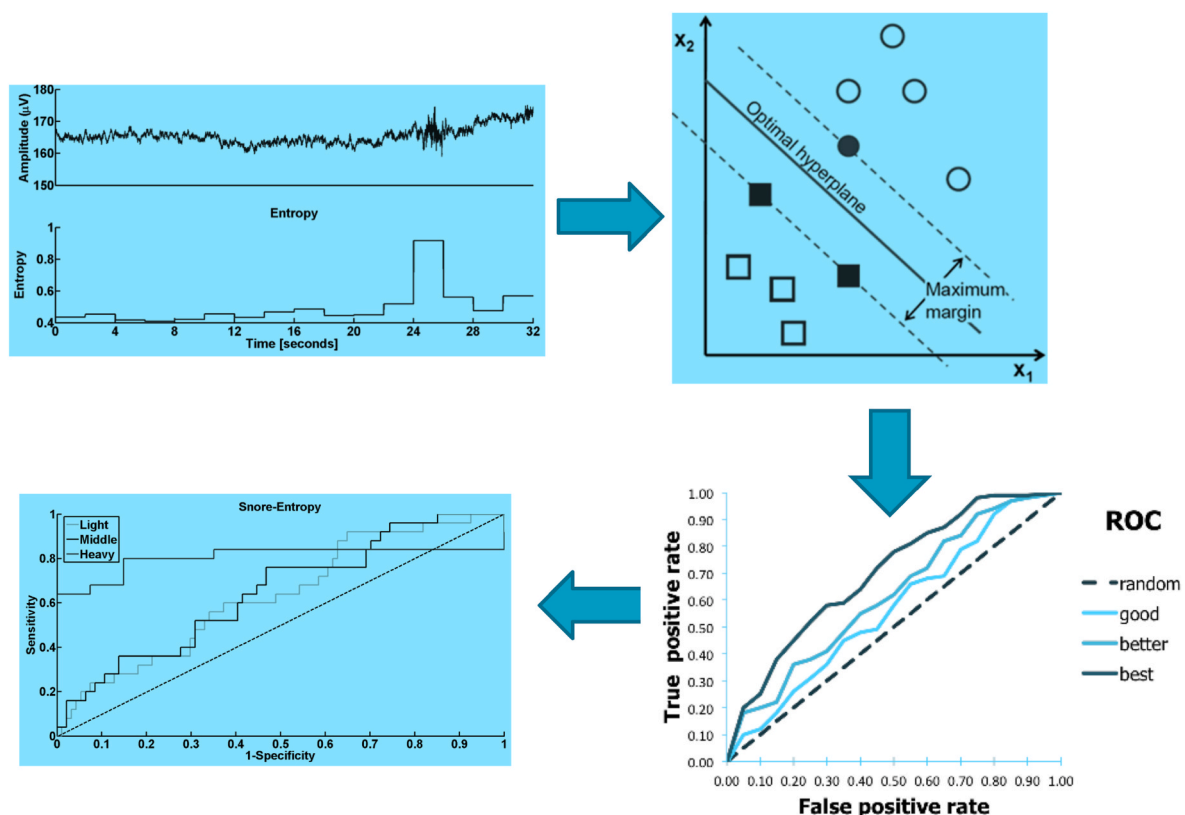 Amplitude (μV)
180
170
160
150
Entropy
Entropy
1
0.8
0.6
0.4
0
4
8
12
16
20
24
28
32
Time [seconds]
x2
Optimal hyperplane
Maximum
margin
x1
Snore-Entropy
Light
Middle
Heavy
Sensitivity
1
0.8
0.6
0.4
0.2
0
0
0.1
0.2
0.3
0.4
0.5
0.6
0.7
0.8
0.9
1
1-Specificity
True positive rate
1.00
0.90
0.80
0.70
0.60
0.50
0.40
0.30
0.20
0.10
0.00
0.00 0.10 0.20 0.30 0.40 0.50 0.60 0.70 0.80 0.90 1.00
False positive rate
ROC
random
good
better
best